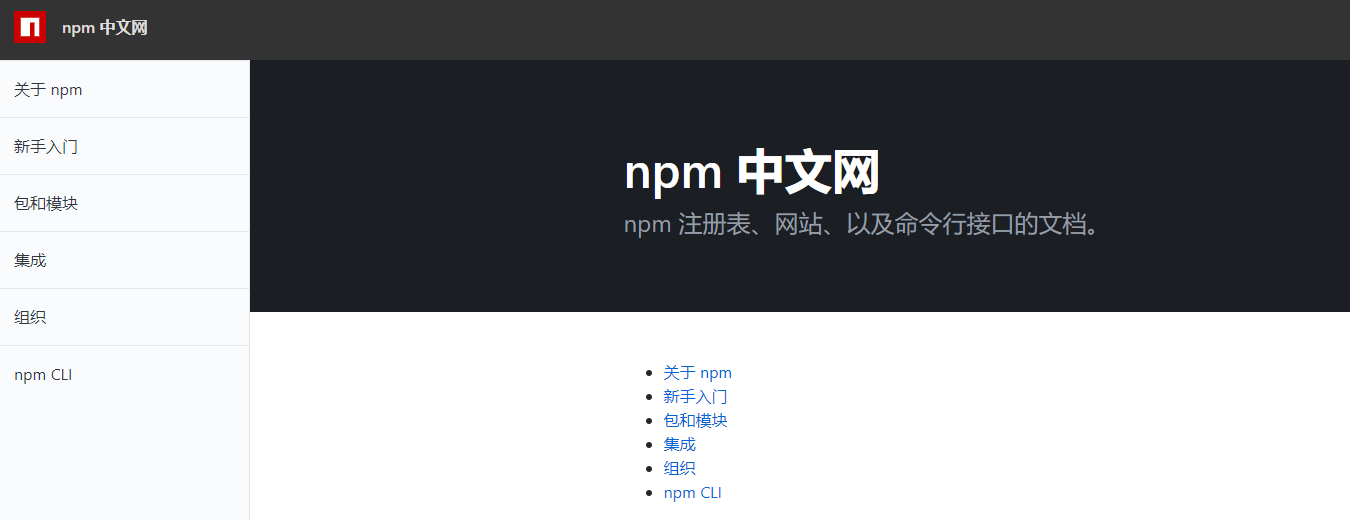 npm 中文网
关于 npm
新手入门
包和模块
集成
组织
npm CLI
npm 中文网
npm 注册表、网站、以及命令行接口的文档。
关于 npm
新手入门
包和模块
集成
组织
npm CLI